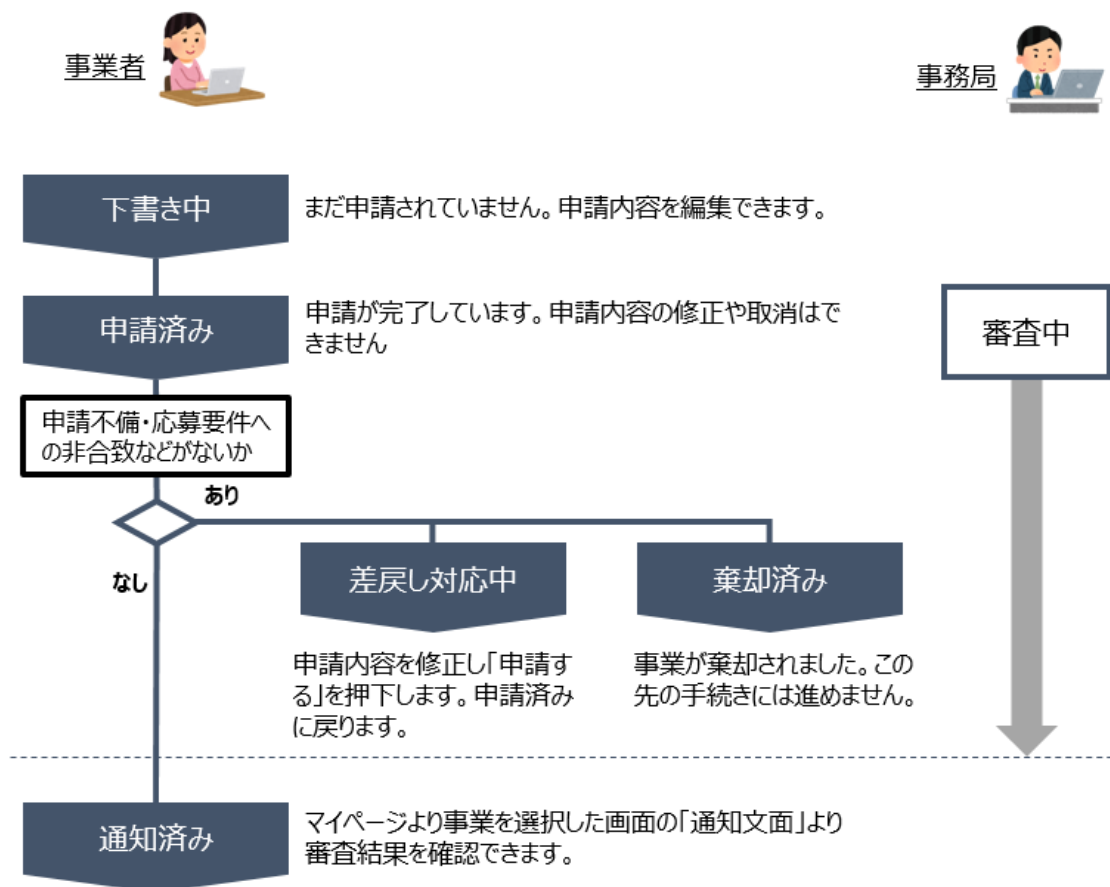 事業者
事務局
下書き中
まだ申請されていません。申請内容を編集できます。
申請済み
申請が完了しています。申請内容の修正や取消はで
きません
審査中
申請不備・応募要件へ
の非合致などがないか
あり
なし
差戻し対応中
棄却済み
申請内容を修正し「申請す
る」を押下します。申請済み
に戻ります。
事業が棄却されました。この
先の手続きには進めません。
通知済み
マイページより事業を選択した画面の「通知文面」より
審査結果を確認できます。